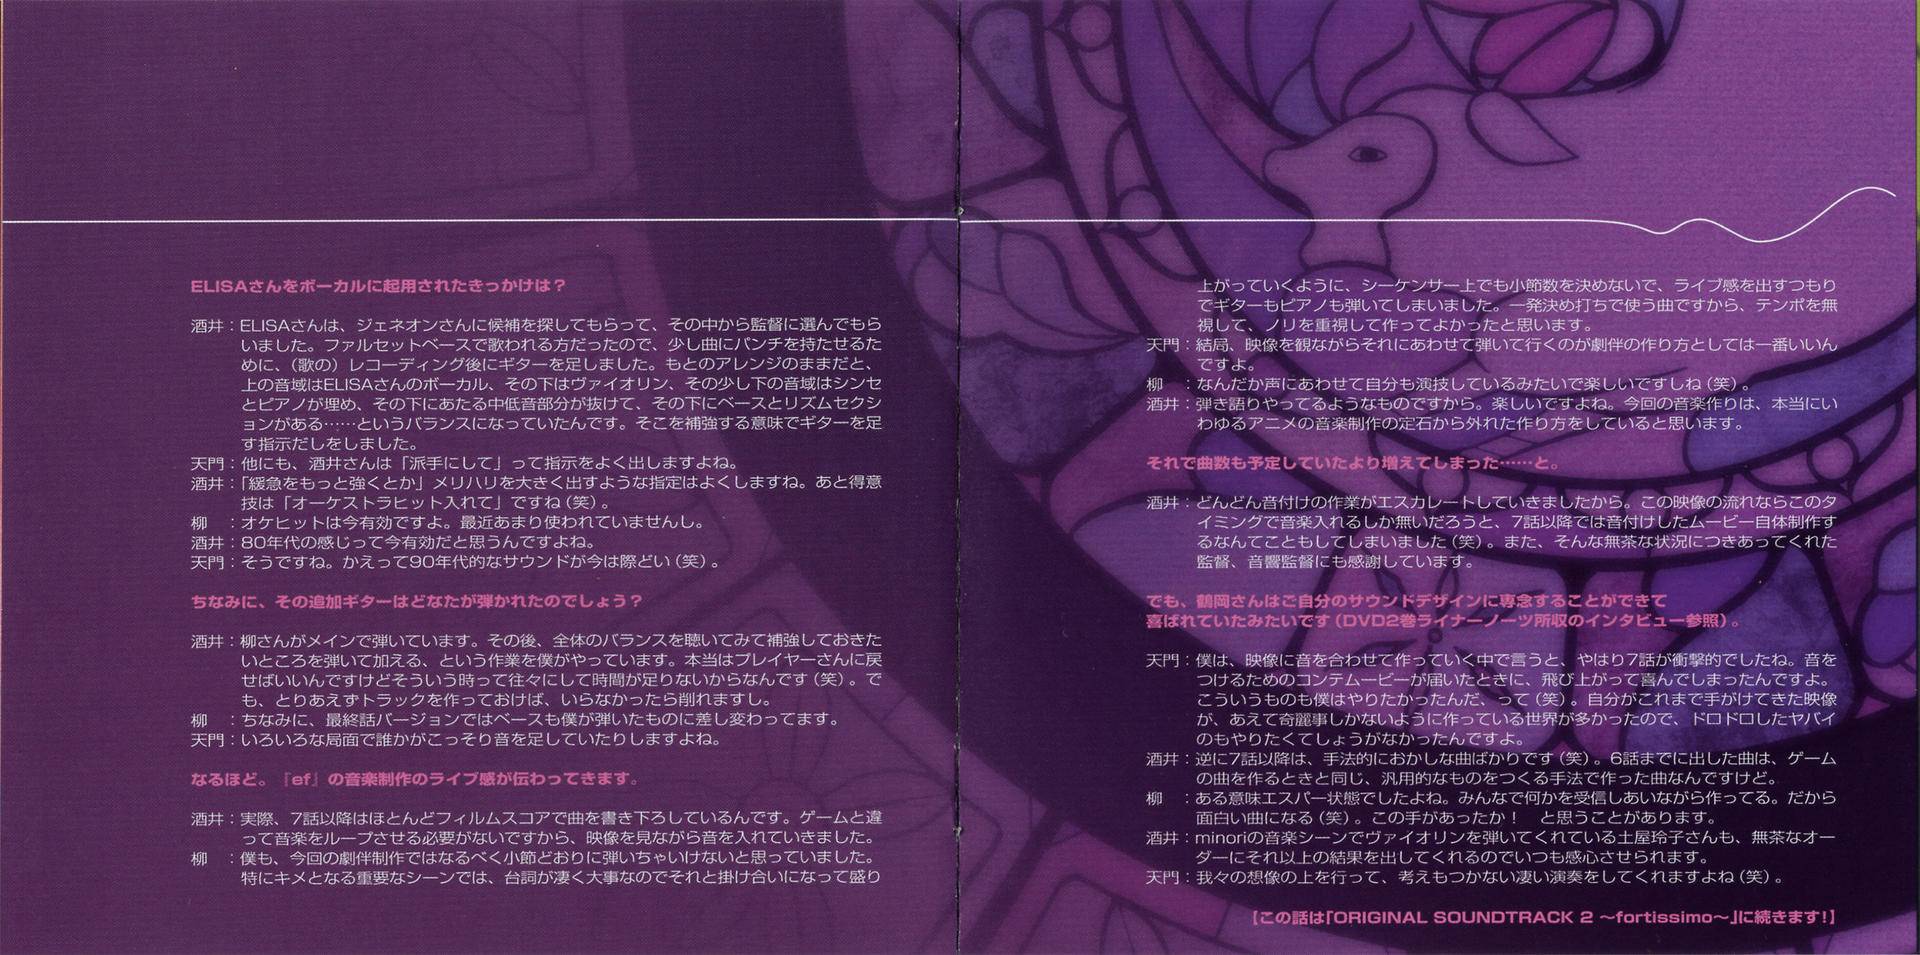 ELISAさんをボーカルに起用されたきっかけは？
酒井：ELISAさんは、ジェネオンさんに候補を探してもらって、その中から監督に選んでもら
いました。ファルセットベースで歌われる方だったので、少し曲にパンチを持たせるた
めに、（歌の）レコーディング後にギターを足しました。もとのアレンジのままだと、
上の音域はELISAさんのボーカル、その下はヴァイオリン、その少し下の音域はシンセ
とピアノが埋め、その下にあたる中低音部分が抜けて、その下にベースとリズムセクシ
ョンがある……というバランスになっていたんです。そこを補強する意味でギターを足
す指示だしをしました。
天門：他にも、酒井さんは「派手にして」って指示をよく出しますよね。
酒井：「緩急をもっと強くとか」メリハリを大きく出すような指定はよくしますね。あと得意
技は「オーケストラヒット入れて」ですね（笑）。
柳　：オケヒットは今有効ですよ。最近あまり使われていませんし。
酒井：80年代の感じって今有効だと思うんですよね。
天門：そうですね。かえって90年代的なサウンドが今は際どい（笑）。
ちなみに、その追加ギターはどなたが弾かれたのでしょう？
酒井：柳さんがメインで弾いています。その後、全体のバランスを聴いてみて補強しておきた
いところを弾いて加える、という作業を僕がやっています。本当はプレイヤーさんに戻
せばいいんですけどそういう時って往々にして時間が足りないからなんです（笑）。で
も、とりあえずトラックを作っておけば、いらなかったら削れますし。
柳　：ちなみに、最終話バージョンではベースも僕が弾いたものに差し変わってます。
天門：いろいろな局面で誰かがこっそり音を足していたりしますよね。
なるほど。『ef』の音楽制作のライブ感が伝わってきます。
酒井：実際、7話以降はほとんどフィルムスコアで曲を書き下ろしているんです。ゲームと違
って音楽をループさせる必要がないですから、映像を見ながら音を入れていきました。
柳　：僕も、今回の劇伴制作ではなるべく小節どおりに弾いちゃいけないと思っていました。
特にキメとなる重要なシーンでは、台詞が凄く大事なのでそれと掛け合いになって盛り
上がっていくように、シーケンサー上でも小節数を決めないで、ライブ感を出すつもり
でギターもピアノも弾いてしまいました。一発決め打ちで使う曲ですから、テンポを無
視して、ノリを重視して作ってよかったと思います。
天門：結局、映像を観ながらそれにあわせて弾いて行くのが劇伴の作り方としては一番いいん
ですよ。
柳　：なんだか声にあわせて自分も演技しているみたいで楽しいですしね（笑）。
酒井：弾き語りやってるようなものですから。楽しいですよね。今回の音楽作りは、本当にい
わゆるアニメの音楽制作の定石から外れた作り方をしていると思います。
それで曲数も予定していたより増えてしまった……と。
酒井：どんどん音付けの作業がエスカレートしていきましたから。この映像の流れならこのタ
イミングで音楽入れるしか無いだろうと、7話以降では音付けしたムービー自体制作す
るなんてこともしてしまいました（笑）。また、そんな無茶な状況につきあってくれた
監督、音響監督にも感謝しています。
でも、鶴岡さんはご自分のサウンドデザインに専念することができて
喜ばれていたみたいです（DVD2巻ライナーノーツ所収のインタビュー参照）。
天門：僕は、映像に音を合わせて作っていく中で言うと、やはり7話が衝撃的でしたね。音を
つけるためのコンテムービーが届いたときに、飛び上がって喜んでしまったんですよ。
こういうものも僕はやりたかったんだ、って（笑）。自分がこれまで手がけてきた映像
が、あえて奇麗事しかないように作っている世界が多かったので、ドロドロしたヤバイ
のもやりたくてしょうがなかったんですよ。
酒井：逆に7話以降は、手法的におかしな曲ばかりです（笑）。6話までに出した曲は、ゲーム
の曲を作るときと同じ、汎用的なものをつくる手法で作った曲なんですけど。
柳　：ある意味エスパー状態でしたよね。みんなで何かを受信しあいながら作ってる。だから
面白い曲になる（笑）。この手があったか！　と思うことがあります。
酒井：minoriの音楽シーンでヴァイオリンを弾いてくれている土屋玲子さんも、無茶なオー
ダーにそれ以上の結果を出してくれるのでいつも感心させられます。
天門：我々の想像の上を行って、考えもつかない凄い演奏をしてくれますよね（笑）。
【この話は「ORIGINAL SOUNDTRACK 2 〜fortissimo〜」に続きます！】